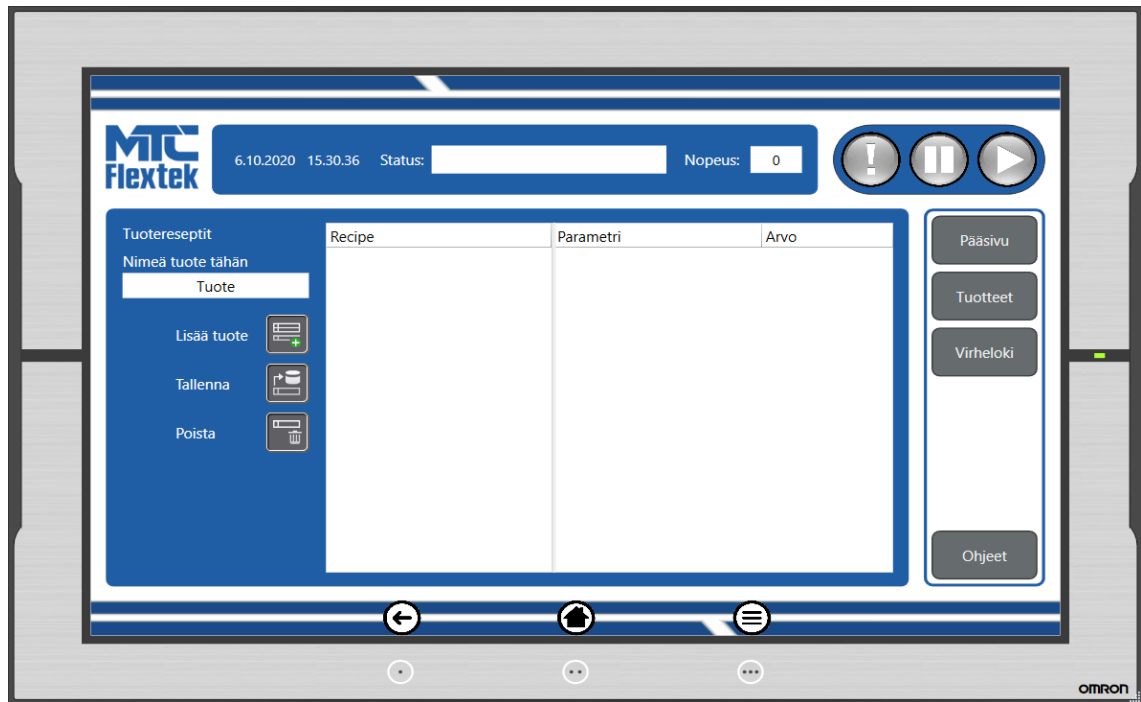 MTC
Flextek
6.10.2020 15.30.36 Status: Nopeus: 0
Tuotereseptit
Nimeä tuote tähän
Tuote
Lisää tuote
Tallenna
Poista
Recipe Parametri Arvo
Pääsivu
Tuotteet
Virheloki
Ohjeet
OMRON